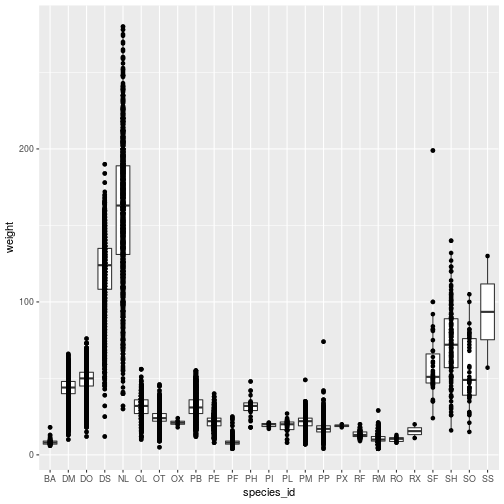 200
100
0
weight
BA DM DO DS NL OL OT OX PB PE PF PH PI PL PM PP PX RF RM RO RX SF SH SO SS
species_id